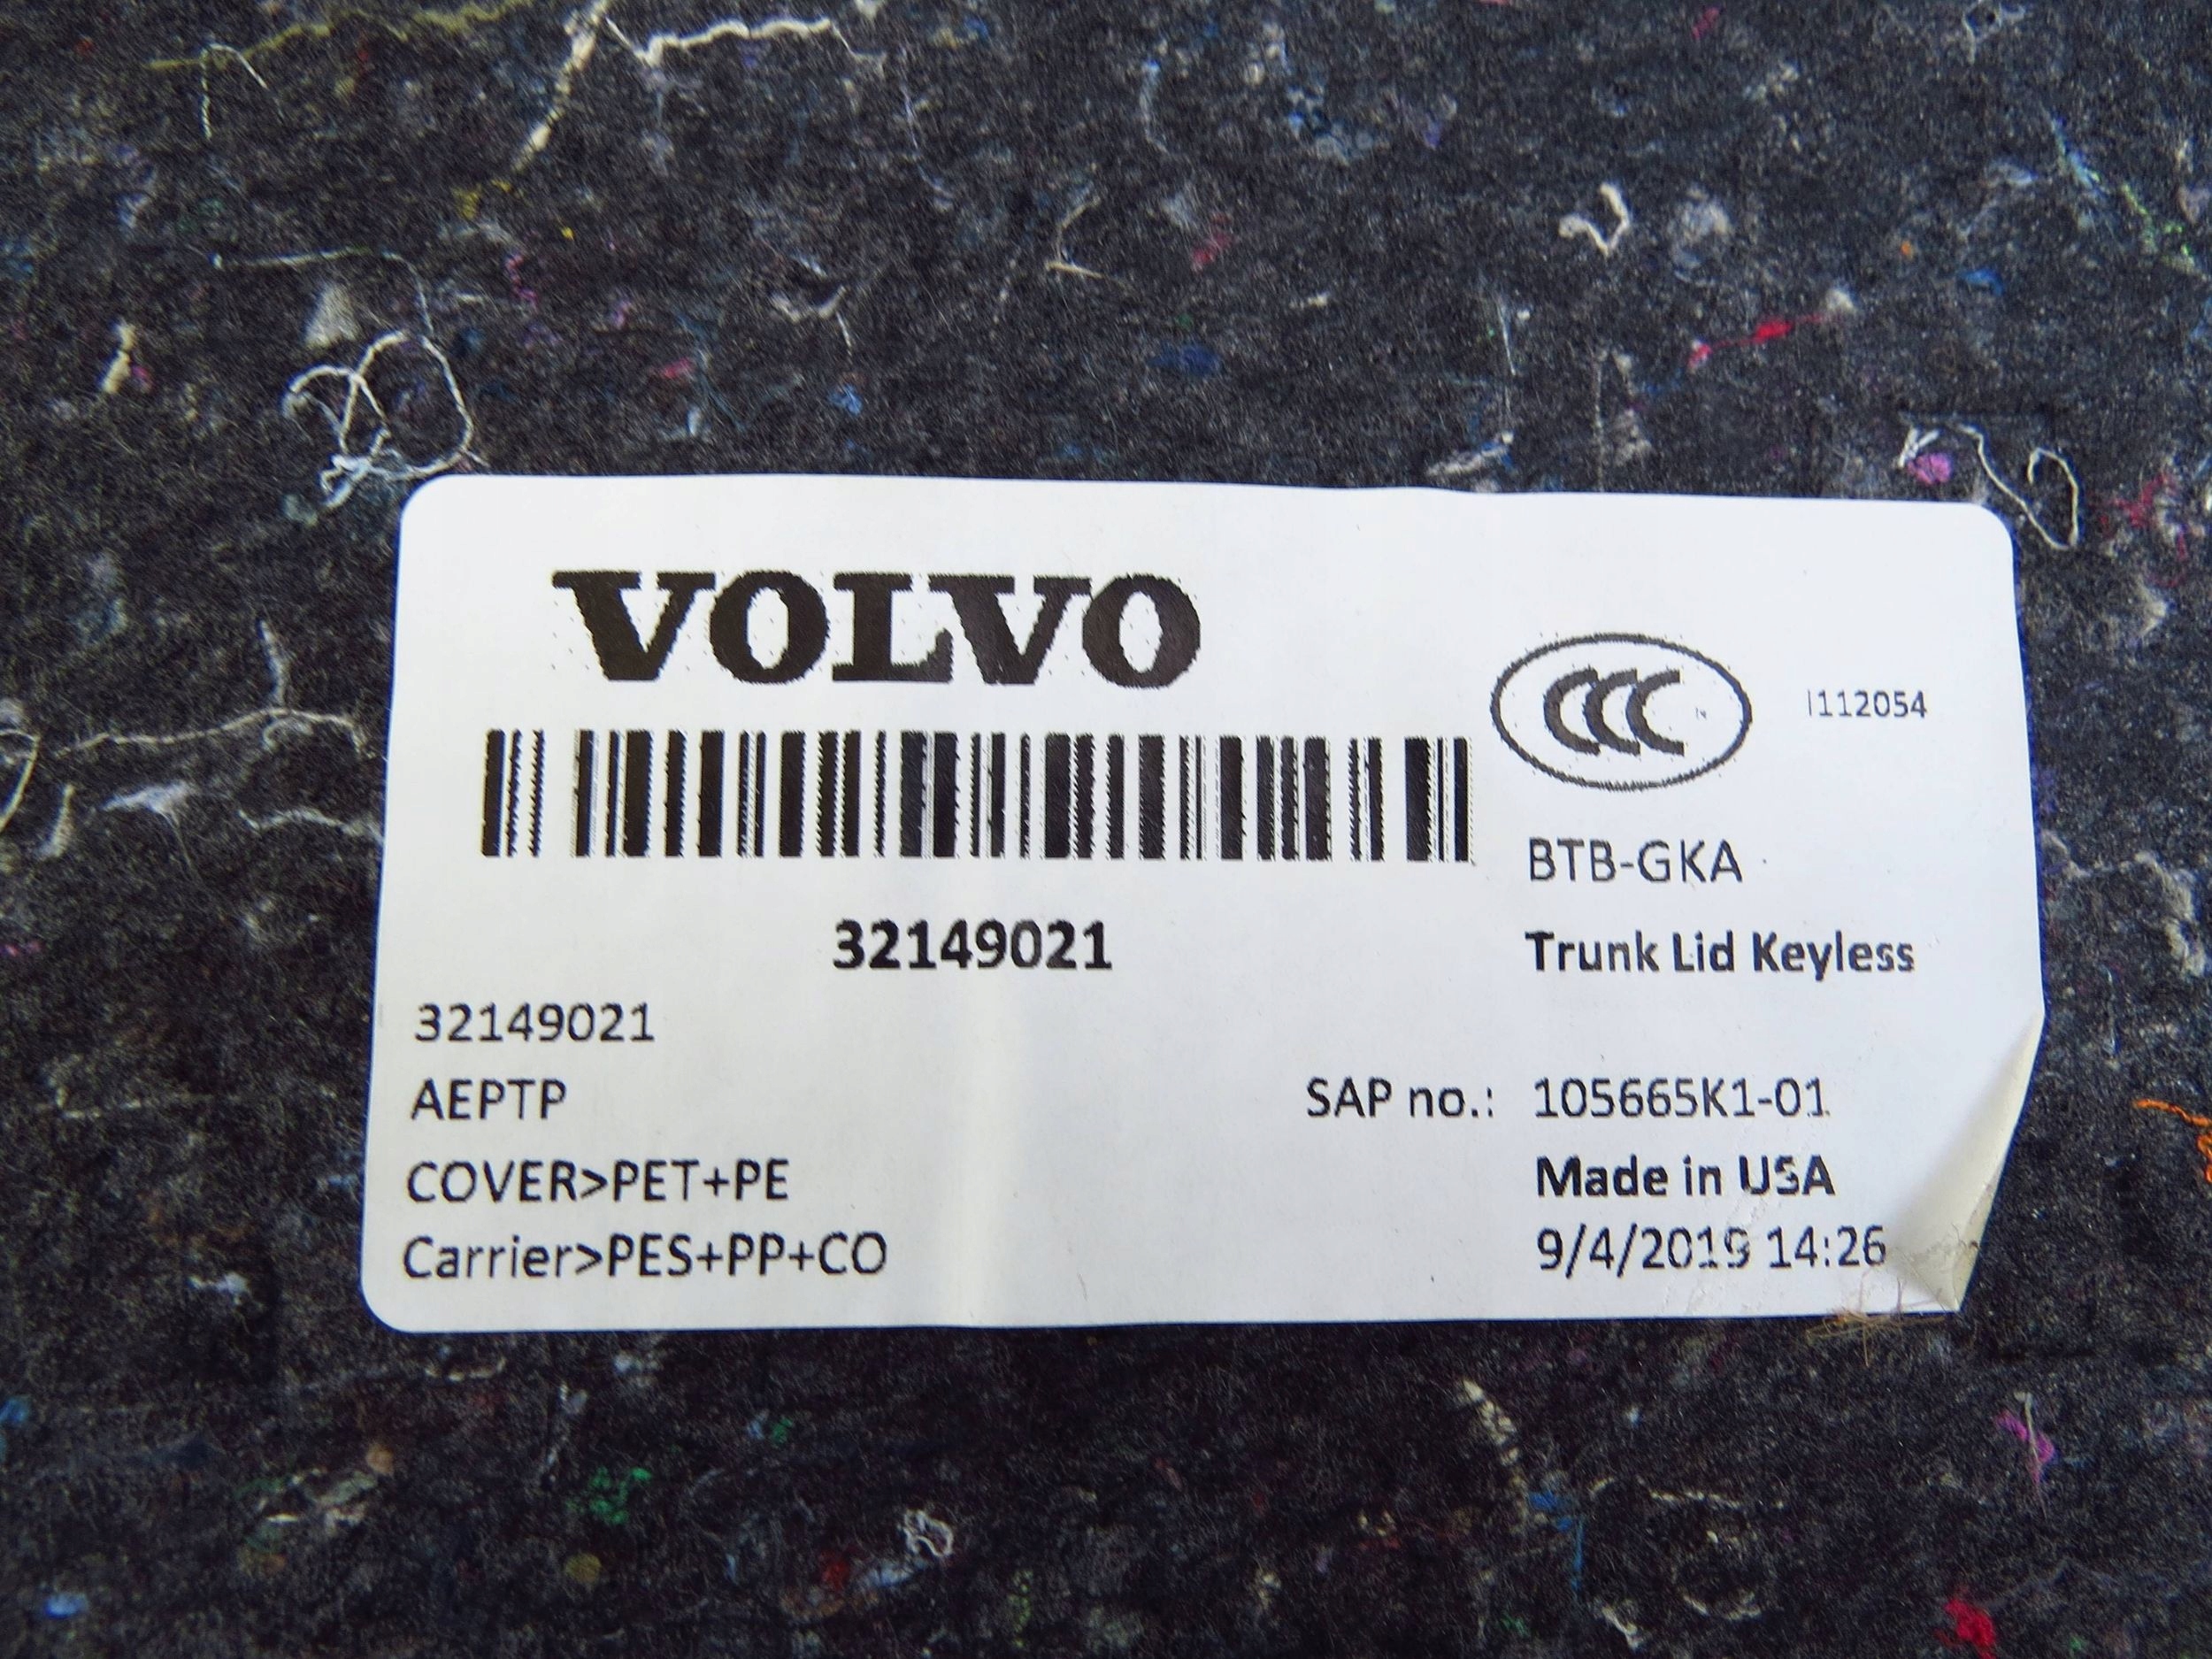 VOLVO
CCC
I112054
BTB-GKA
32149021
Trunk Lid Keyless
32149021
AEPTP
SAP no.: 105665K1-01
COVER>PET+PE
Made in USA
Carrier>PES+PP+CO
9/4/2019 14:26